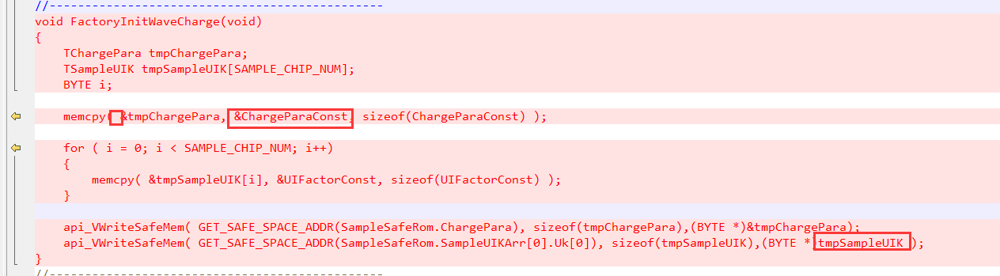 //-----------------------------------------------
void FactoryInitWaveCharge(void)
{
    TChargePara tmpChargePara;
    TSampleUIK tmpSampleUIK[SAMPLE_CHIP_NUM];
    BYTE i;
    memcpy( &tmpChargePara, &ChargeParaConst, sizeof(ChargeParaConst) );
    for ( i = 0; i < SAMPLE_CHIP_NUM; i++)
    {
        memcpy( &tmpSampleUIK[i], &UIFactorConst, sizeof(UIFactorConst) );
    }
    api_VWriteSafeMem( GET_SAFE_SPACE_ADDR(SampleSafeRom.ChargePara), sizeof(tmpChargePara),(BYTE *)&tmpChargePara);
    api_VWriteSafeMem( GET_SAFE_SPACE_ADDR(SampleSafeRom.SampleUIKArr[0].Uk[0]), sizeof(tmpSampleUIK),(BYTE *)tmpSampleUIK );
}
//-----------------------------------------------